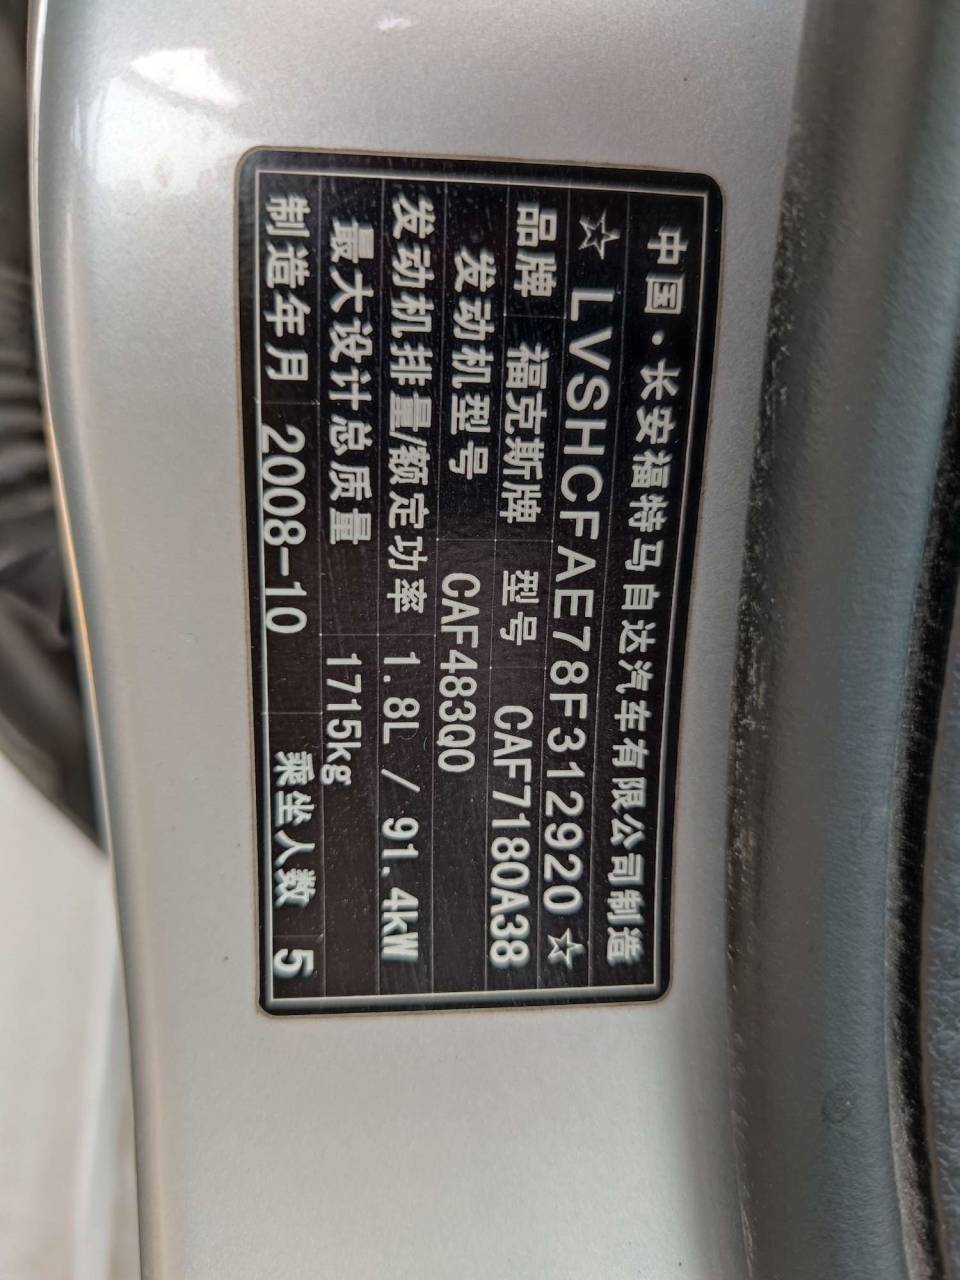 中国·长安福特马自达汽车有限公司制造
☆ LVSHCFAE78F312920 ☆
品牌 福克斯牌 型号 CAF7180A38
发动机型号 CAF483Q0
发动机排量/额定功率 1.8L / 91.4kW
最大设计总质量 1715kg
制造年月 2008-10 乘坐人数 5